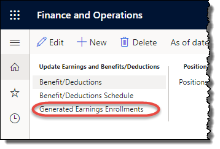 Finance and Operations
Edit + New Delete As of date
Update Earnings and Benefits/Deductions Position
Benefit/Deductions Position
Benefit/Deductions Schedule
Generated Earnings Enrollments